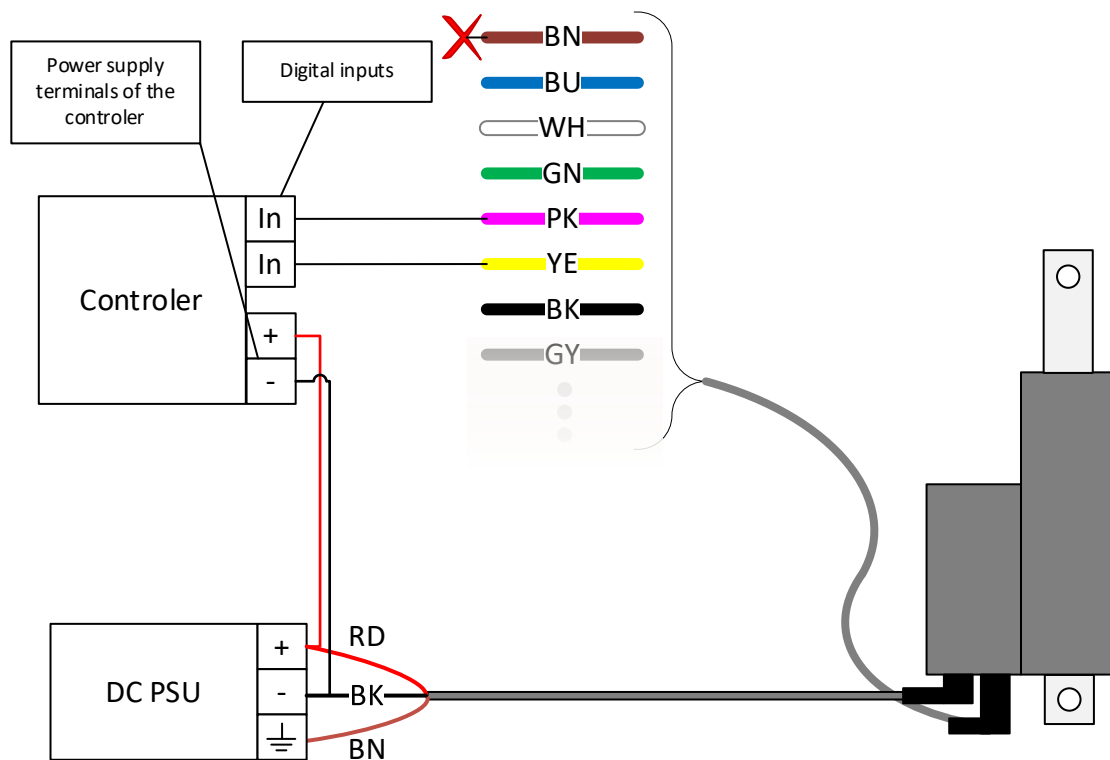 Power supply
terminals of the
controler
Digital inputs
BN
BU
WH
GN
PK
YE
BK
GY
In
In
Controler
+
-
DC PSU
+
-
RD
BK
BN